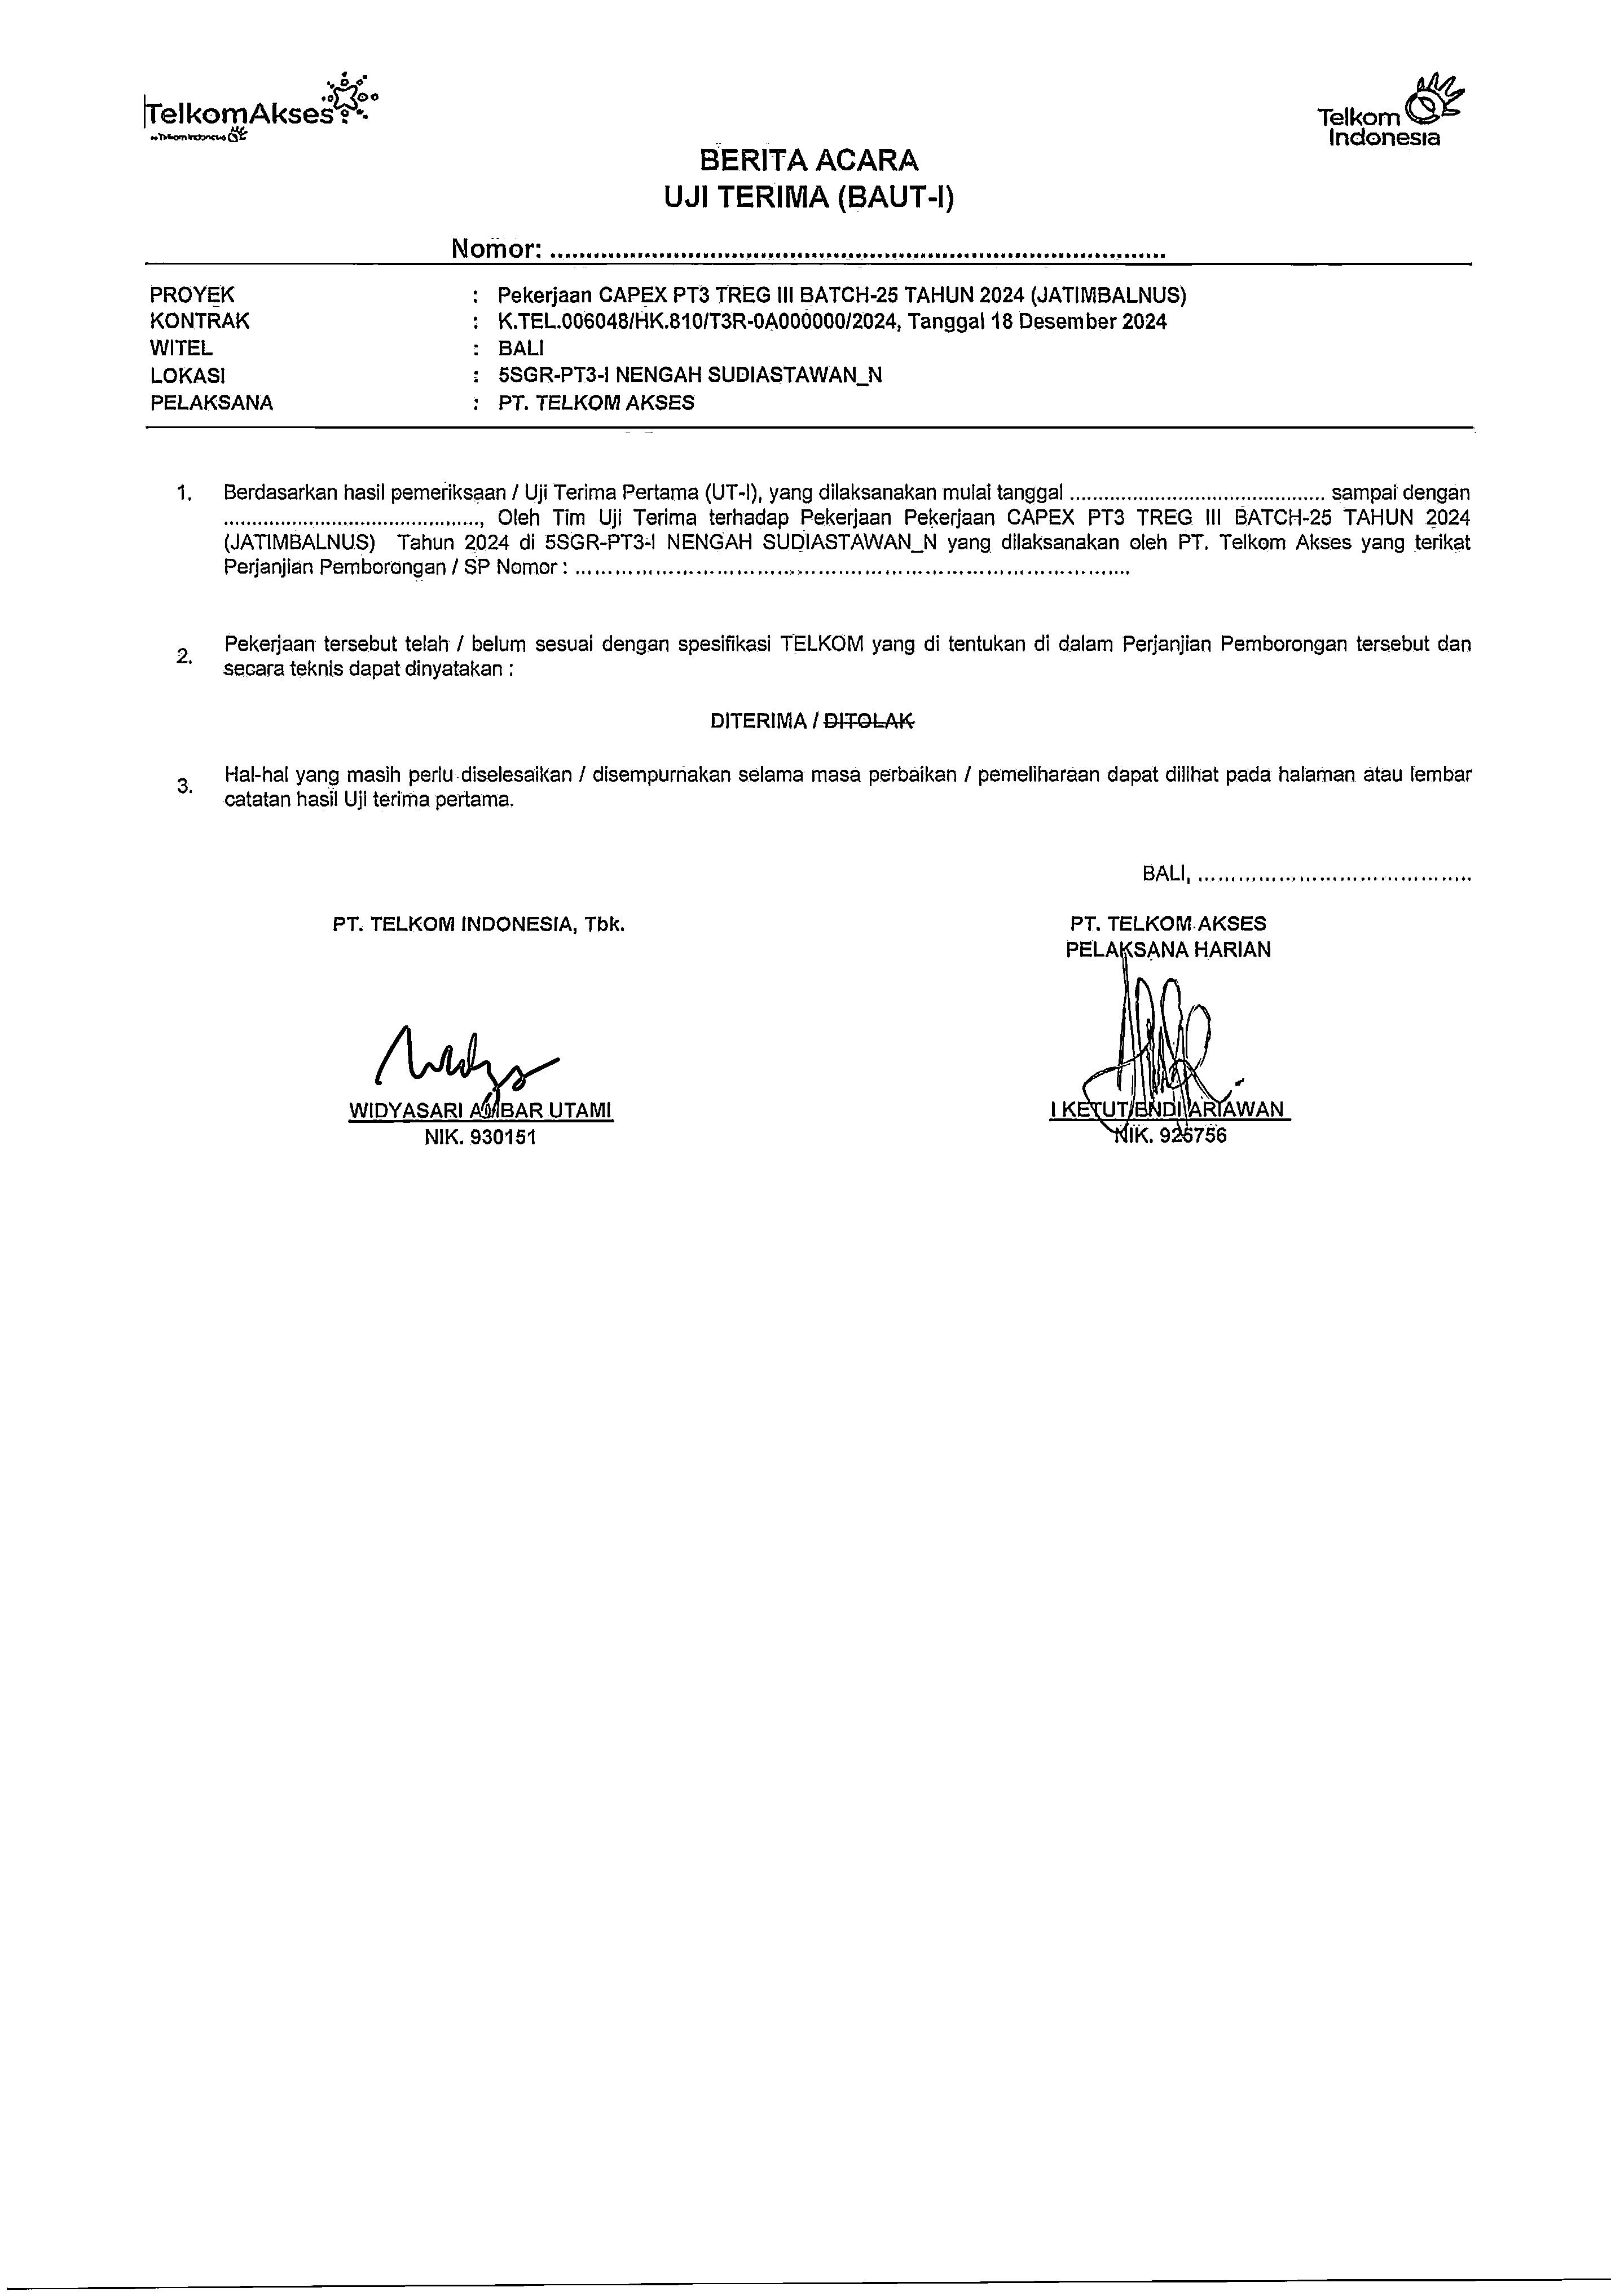 TelkomAkses
Telkom
Indonesia
BERITA ACARA
UJI TERIMA (BAUT-I)
Nomor: ....................................................................................
PROYEK : Pekerjaan CAPEX PT3 TREG III BATCH-25 TAHUN 2024 (JATIMBALNUS)
KONTRAK : K.TEL.006048/HK.810/T3R-0A000000/2024, Tanggal 18 Desember 2024
WITEL : BALI
LOKASI : 5SGR-PT3-I NENGAH SUDIASTAWAN_N
PELAKSANA : PT. TELKOM AKSES
1. Berdasarkan hasil pemeriksaan / Uji Terima Pertama (UT-I), yang dilaksanakan mulai tanggal ............................................. sampai dengan
............................................., Oleh Tim Uji Terima terhadap Pekerjaan Pekerjaan CAPEX PT3 TREG III BATCH-25 TAHUN 2024
(JATIMBALNUS) Tahun 2024 di 5SGR-PT3-I NENGAH SUDIASTAWAN_N yang dilaksanakan oleh PT. Telkom Akses yang terikat
Perjanjian Pemborongan / SP Nomor : ...............................................................................................
2. Pekerjaan tersebut telah / belum sesuai dengan spesifikasi TELKOM yang di tentukan di dalam Perjanjian Pemborongan tersebut dan
secara teknis dapat dinyatakan :
DITERIMA / DITOLAK
3. Hal-hal yang masih perlu diselesaikan / disempurnakan selama masa perbaikan / pemeliharaan dapat dilihat pada halaman atau lembar
catatan hasil Uji terima pertama.
BALI, .............................................
PT. TELKOM INDONESIA, Tbk.
PT. TELKOM AKSES
PELAKSANA HARIAN
WIDYASARI AMBAR UTAMI
NIK. 930151
I KETUT ENDI ARIAWAN
NIK. 925756